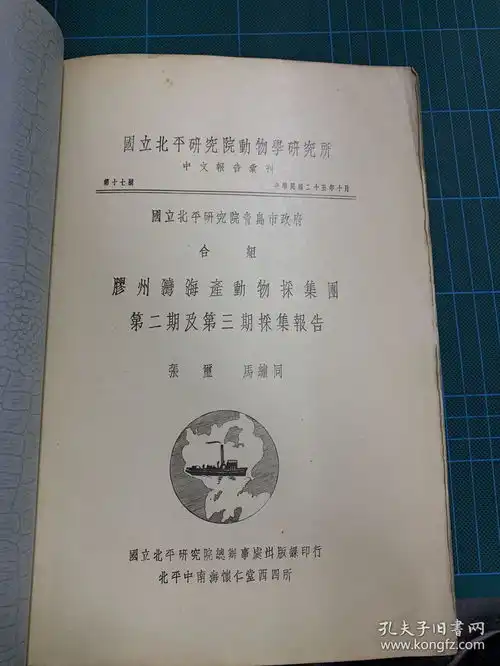 國立北平研究院動物學研究所
中文報告彙刊
第十七號 中華民國二十五年十月
國立北平研究院青島市政府
合組
膠州灣海產動物採集團
第二期及第三期採集報告
張璽 馬繡同
國立北平研究院總辦事處出版課印行
北平中南海懷仁堂西四所
孔夫子旧书网
www.kongfz.com